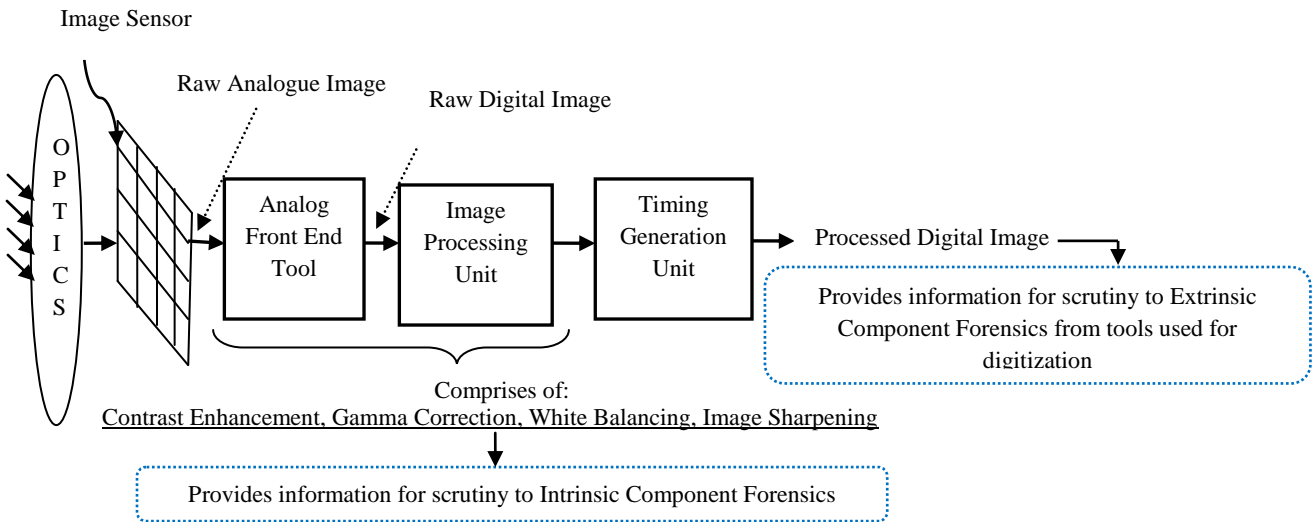 Image Sensor
Raw Analogue Image
Raw Digital Image
OPTICS
Analog
Front End
Tool
Image
Processing
Unit
Timing
Generation
Unit
Processed Digital Image
Provides information for scrutiny to Extrinsic
Component Forensics from tools used for
digitization
Comprises of:
Contrast Enhancement, Gamma Correction, White Balancing, Image Sharpening
Provides information for scrutiny to Intrinsic Component Forensics